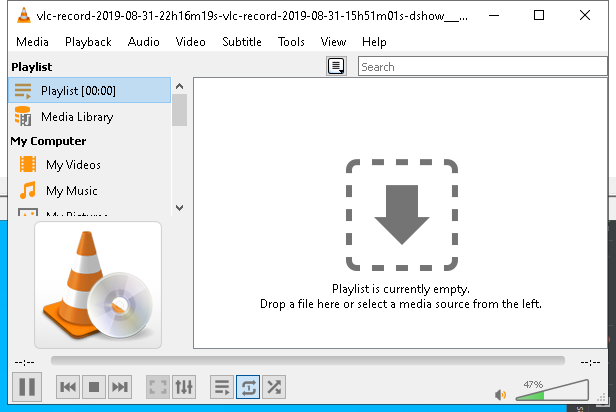 vlc-record-2019-08-31-22h16m19s-vlc-record-2019-08-31-15h51m01s-dshow__...
Media Playback Audio Video Subtitle Tools View Help
Playlist
Search
Playlist [00:00]
Media Library
My Computer
My Videos
My Music
My Pictures
Playlist is currently empty.
Drop a file here or select a media source from the left.
--:-- --:--
47%